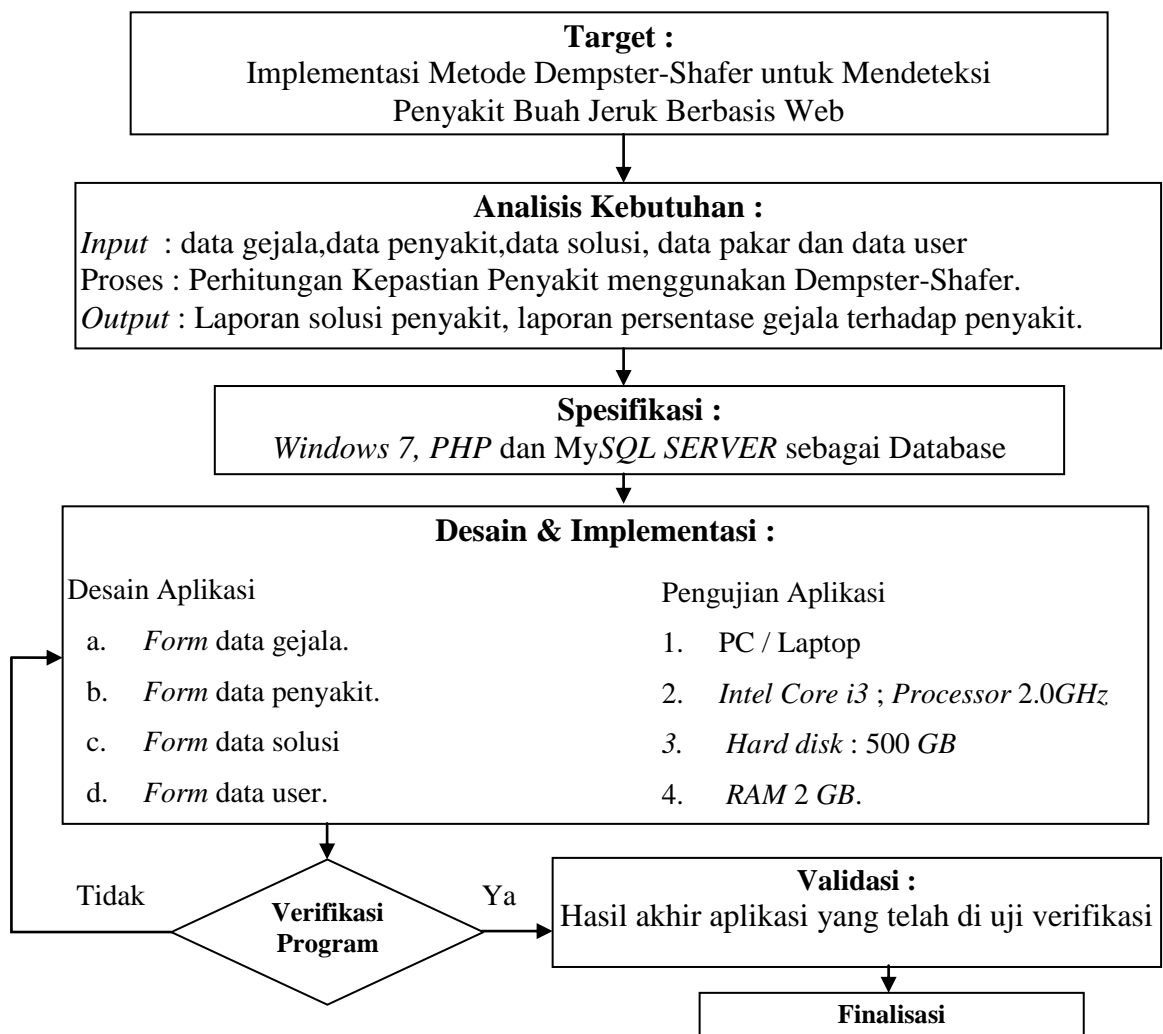 Target :
Implementasi Metode Dempster-Shafer untuk Mendeteksi
Penyakit Buah Jeruk Berbasis Web
Analisis Kebutuhan :
Input : data gejala,data penyakit,data solusi, data pakar dan data user
Proses : Perhitungan Kepastian Penyakit menggunakan Dempster-Shafer.
Output : Laporan solusi penyakit, laporan persentase gejala terhadap penyakit.
Spesifikasi :
Windows 7, PHP dan MySQL SERVER sebagai Database
Desain & Implementasi :
Desain Aplikasi
a. Form data gejala.
b. Form data penyakit.
c. Form data solusi
d. Form data user.
Pengujian Aplikasi
1. PC / Laptop
2. Intel Core i3 ; Processor 2.0GHz
3. Hard disk : 500 GB
4. RAM 2 GB.
Tidak
Verifikasi
Program
Ya
Validasi :
Hasil akhir aplikasi yang telah di uji verifikasi
Finalisasi